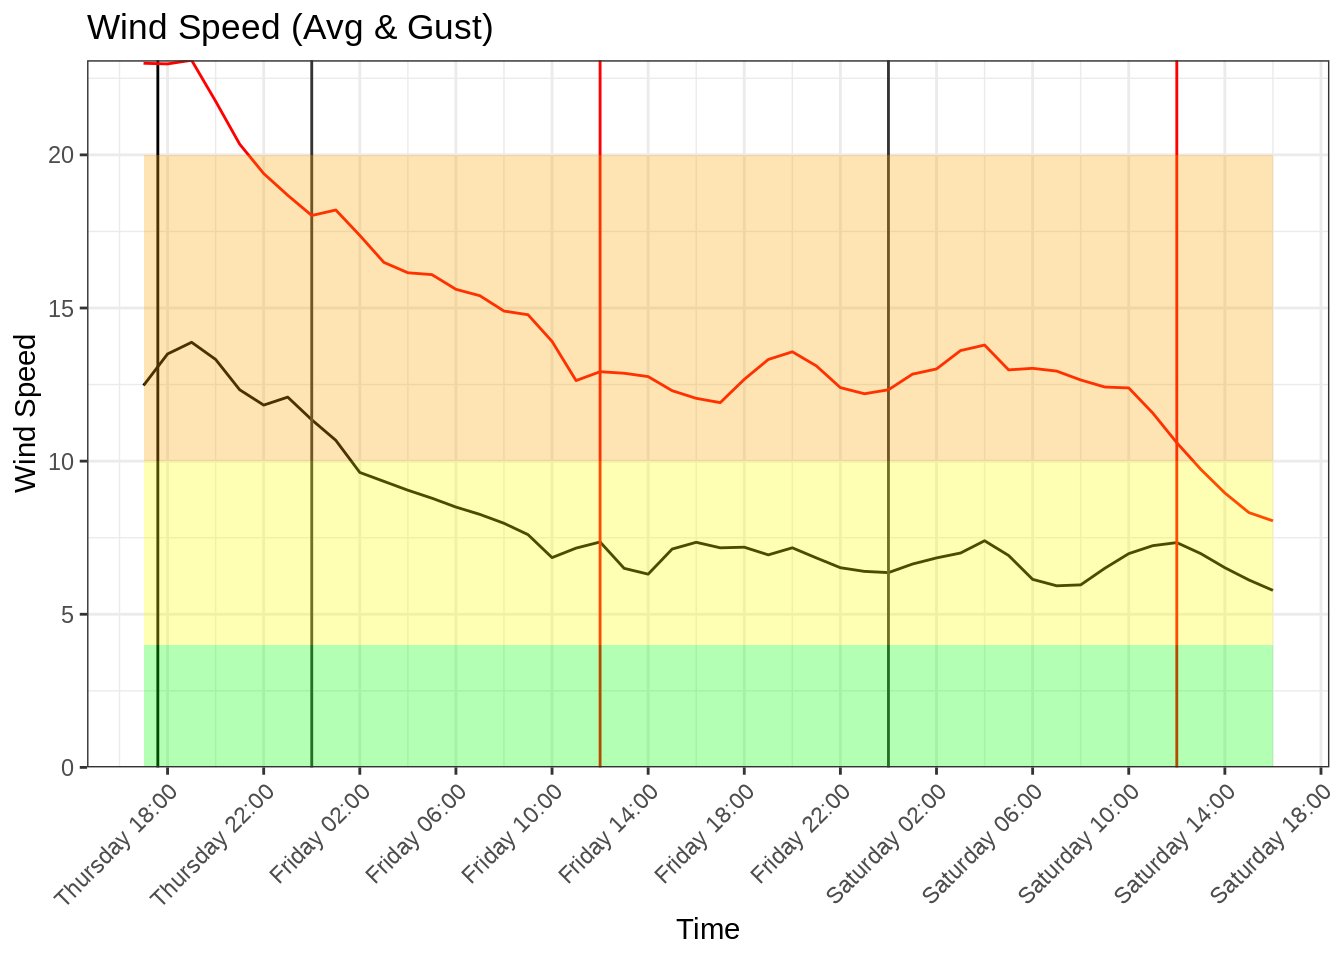 Wind Speed (Avg & Gust)
Wind Speed
20
15
10
5
0
Thursday 18:00
Thursday 22:00
Friday 02:00
Friday 06:00
Friday 10:00
Friday 14:00
Friday 18:00
Friday 22:00
Saturday 02:00
Saturday 06:00
Saturday 10:00
Saturday 14:00
Saturday 18:00
Time